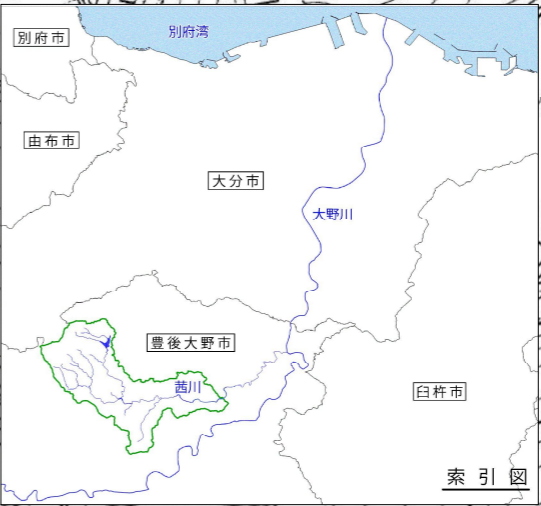 別府市
別府湾
由布市
大分市
大野川
豊後大野市
茜川
臼杵市
索引図